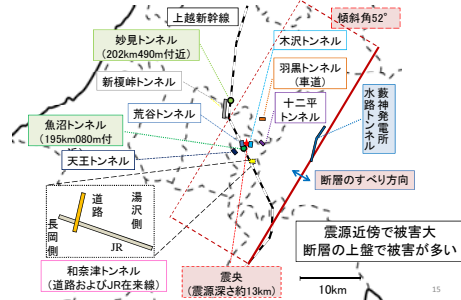 上越新幹線
傾斜角52°
妙見トンネル
(202km490m付近)
木沢トンネル
新榎峠トンネル
羽黒トンネル
(車道)
荒谷トンネル
十二平
トンネル
藪神発電所
水路トンネル
魚沼トンネル
(195km080m付
近)
天王トンネル
断層のすべり方向
道路
湯沢側
長岡側
JR
震源近傍で被害大
断層の上盤で被害が多い
和奈津トンネル
(道路およびJR在来線)
震央
(震源深さ約13km)
10km
15